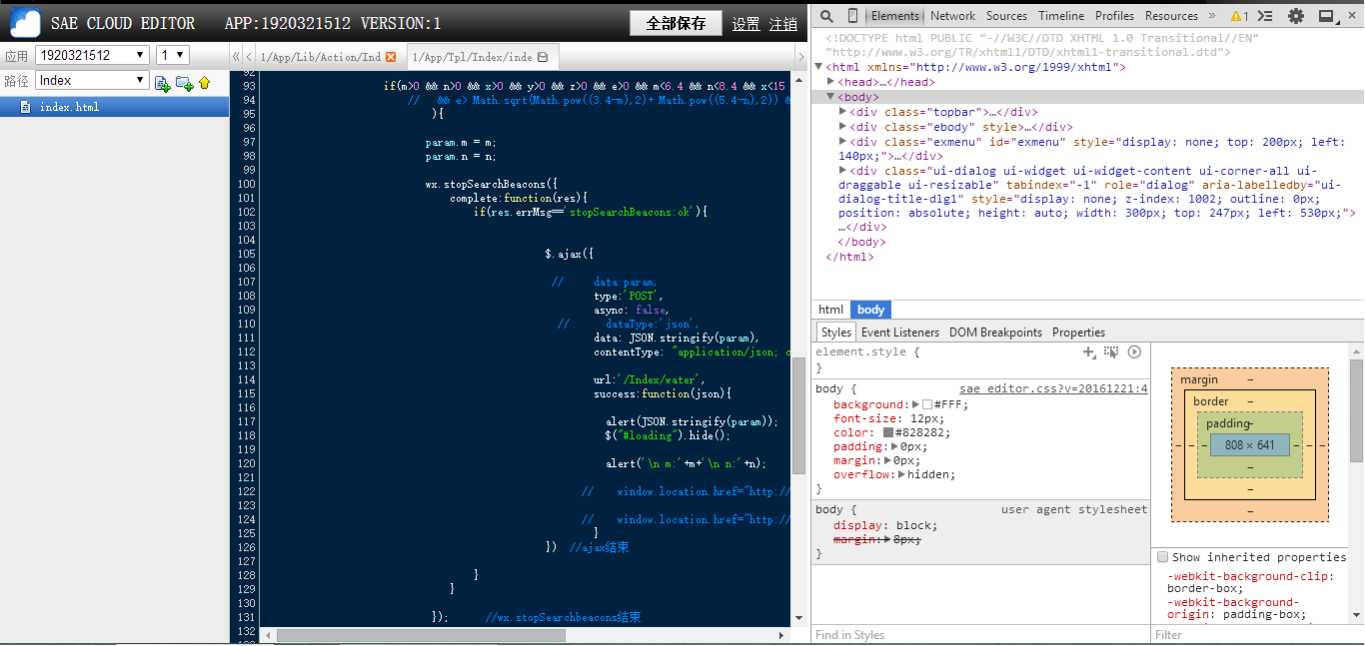 SAE CLOUD EDITOR APP:1920321512 VERSION:1 全部保存 设置 注销
应用 1920321512 1
路径 Index
index.html
1/App/Lib/Action/Ind 1/App/Tpl/Index/inde
92
93 if(m>0 && n>0 && x>0 && y>0 && r>0 && e>0 && m<6.4 && n<8.4 && x<15
94 // && e> Math.sqrt(Math.pow((3.4-m),2)+ Math.pow((5.4-n),2)) &
95 ){
96
97 param.m = m;
98 param.n = n;
99
100 wx.stopSearchBeacons({
101 complete:function(res){
102 if(res.errMsg=='stopSearchBeacons:ok'){
103
104
105 $.ajax({
106
107 // data:param,
108 type:'POST',
109 async: false,
110 // dataType:'json',
111 data: JSON.stringify(param),
112 contentType: "application/json; c
113
114 url:'/Index/water',
115 success:function(json){
116
117 alert(JSON.stringify(param));
118 $("#loading").hide();
119
120 alert('\n m:'+m+'\n n:'+n);
121
122 // window.location.href="http://
123
124 // window.location.href="http://
125 }
126 }) //ajax结束
127
128 }
129 }
130
131 }); //wx.stopSearchbeacons结束
132
Elements Network Sources Timeline Profiles Resources » 1
<!DOCTYPE html PUBLIC "-//W3C//DTD XHTML 1.0 Transitional//EN"
"http://www.w3.org/TR/xhtml1/DTD/xhtml1-transitional.dtd">
<html xmlns="http://www.w3.org/1999/xhtml">
<head>…</head>
<body>
<div class="topbar">…</div>
<div class="ebody" style>…</div>
<div class="exmenu" id="exmenu" style="display: none; top: 200px; left:
140px;">…</div>
<div class="ui-dialog ui-widget ui-widget-content ui-corner-all ui-
draggable ui-resizable" tabindex="-1" role="dialog" aria-labelledby="ui-
dialog-title-dlg1" style="display: none; z-index: 1002; outline: 0px;
position: absolute; height: auto; width: 300px; top: 247px; left: 530px;">
…</div>
</body>
</html>
html body
Styles Event Listeners DOM Breakpoints Properties
element.style {
}
body { sae_editor.css?v=20161221:4
background: #FFF;
font-size: 12px;
color: #828282;
padding: 0px;
margin: 0px;
overflow: hidden;
}
body { user agent stylesheet
display: block;
margin: 8px;
}
Find in Styles
margin –
border –
padding-
– – – 808 × 641 – – –
–
–
–
Show inherited properties
-webkit-background-clip:
border-box;
-webkit-background-
origin: padding-box;
Filter